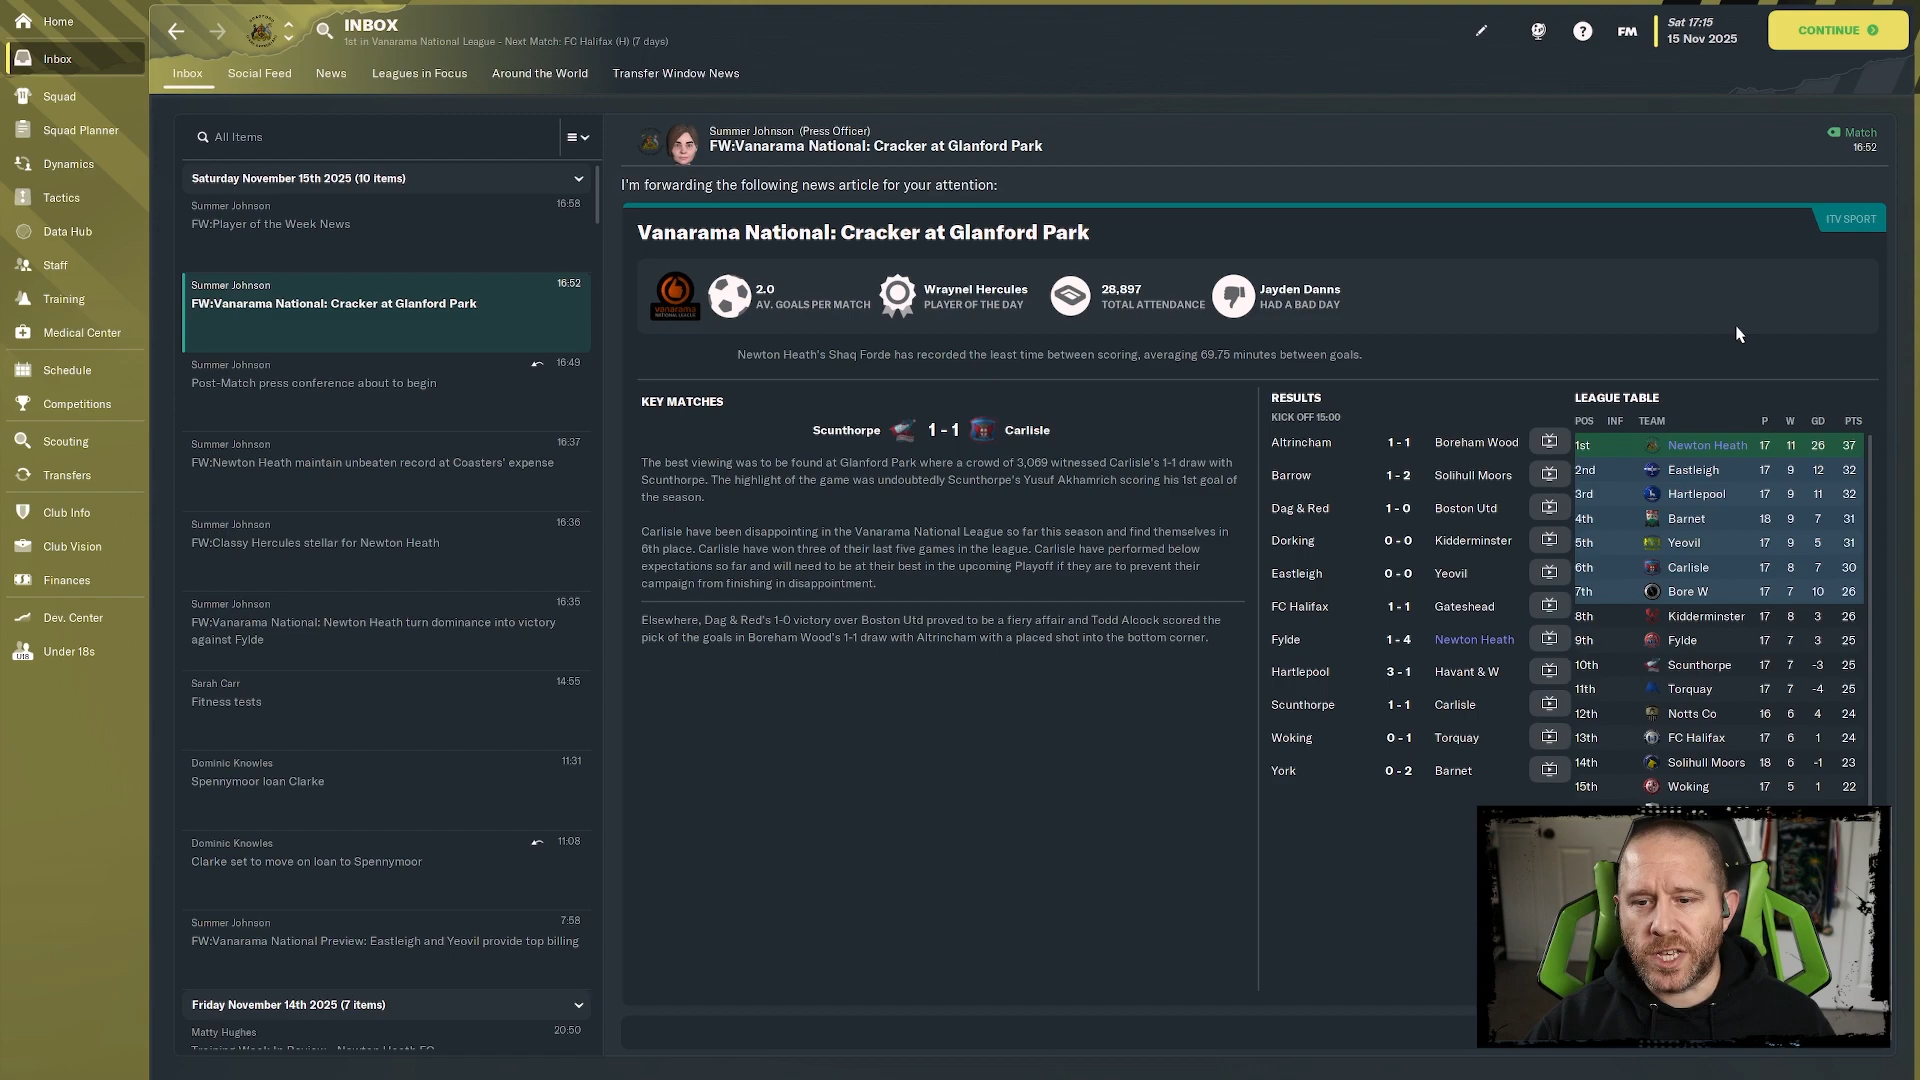 Home
Inbox
Squad
Squad Planner
Dynamics
Tactics
Data Hub
Staff
Training
Medical Center
Schedule
Competitions
Scouting
Transfers
Club Info
Club Vision
Finances
Dev. Center
Under 18s
U18
INBOX
1st in Vanarama National League - Next Match: FC Halifax (H) (7 days)
FM
Sat 17:15
15 Nov 2025
CONTINUE
Inbox Social Feed News Leagues in Focus Around the World Transfer Window News
All Items
Saturday November 15th 2025 (10 items)
Summer Johnson 16:58
FW:Player of the Week News
Summer Johnson 16:52
FW:Vanarama National: Cracker at Glanford Park
Summer Johnson 16:49
Post-Match press conference about to begin
Summer Johnson 16:37
FW:Newton Heath maintain unbeaten record at Coasters' expense
Summer Johnson 16:36
FW:Classy Hercules stellar for Newton Heath
Summer Johnson 16:35
FW:Vanarama National: Newton Heath turn dominance into victory
against Fylde
Sarah Carr 14:55
Fitness tests
Dominic Knowles 11:31
Spennymoor loan Clarke
Dominic Knowles 11:08
Clarke set to move on loan to Spennymoor
Summer Johnson 7:58
FW:Vanarama National Preview: Eastleigh and Yeovil provide top billing
Friday November 14th 2025 (7 items)
Matty Hughes 20:50
Training Week In Review - Newton Heath FC
Summer Johnson (Press Officer)
FW:Vanarama National: Cracker at Glanford Park
Match
16:52
I'm forwarding the following news article for your attention:
ITV SPORT
Vanarama National: Cracker at Glanford Park
vanarama
NATIONAL LEAGUE
2.0
AV. GOALS PER MATCH
Wraynel Hercules
PLAYER OF THE DAY
28,897
TOTAL ATTENDANCE
Jayden Danns
HAD A BAD DAY
Newton Heath's Shaq Forde has recorded the least time between scoring, averaging 69.75 minutes between goals.
KEY MATCHES
Scunthorpe 1 - 1 Carlisle
The best viewing was to be found at Glanford Park where a crowd of 3,069 witnessed Carlisle's 1-1 draw with
Scunthorpe. The highlight of the game was undoubtedly Scunthorpe's Yusuf Akhamrich scoring his 1st goal of
the season.
Carlisle have been disappointing in the Vanarama National League so far this season and find themselves in
6th place. Carlisle have won three of their last five games in the league. Carlisle have performed below
expectations so far and will need to be at their best in the upcoming Playoff if they are to prevent their
campaign from finishing in disappointment.
Elsewhere, Dag & Red's 1-0 victory over Boston Utd proved to be a fiery affair and Todd Alcock scored the
pick of the goals in Boreham Wood's 1-1 draw with Altrincham with a placed shot into the bottom corner.
RESULTS
KICK OFF 15:00
Altrincham 1 - 1 Boreham Wood
Barrow 1 - 2 Solihull Moors
Dag & Red 1 - 0 Boston Utd
Dorking 0 - 0 Kidderminster
Eastleigh 0 - 0 Yeovil
FC Halifax 1 - 1 Gateshead
Fylde 1 - 4 Newton Heath
Hartlepool 3 - 1 Havant & W
Scunthorpe 1 - 1 Carlisle
Woking 0 - 1 Torquay
York 0 - 2 Barnet
LEAGUE TABLE
POS INF TEAM P W GD PTS
1st Newton Heath 17 11 26 37
2nd Eastleigh 17 9 12 32
3rd Hartlepool 17 9 11 32
4th Barnet 18 9 7 31
5th Yeovil 17 9 5 31
6th Carlisle 17 8 7 30
7th Bore W 17 7 10 26
8th Kidderminster 17 8 3 26
9th Fylde 17 7 3 25
10th Scunthorpe 17 7 -3 25
11th Torquay 17 7 -4 25
12th Notts Co 16 6 4 24
13th FC Halifax 17 6 1 24
14th Solihull Moors 18 6 -1 23
15th Woking 17 5 1 22